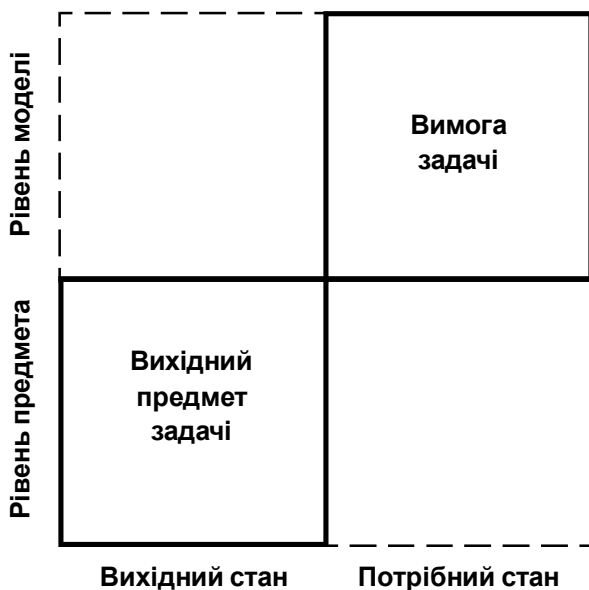 Рівень моделі
Вимога
задачі
Рівень предмета
Вихідний
предмет
задачі
Вихідний стан
Потрібний стан